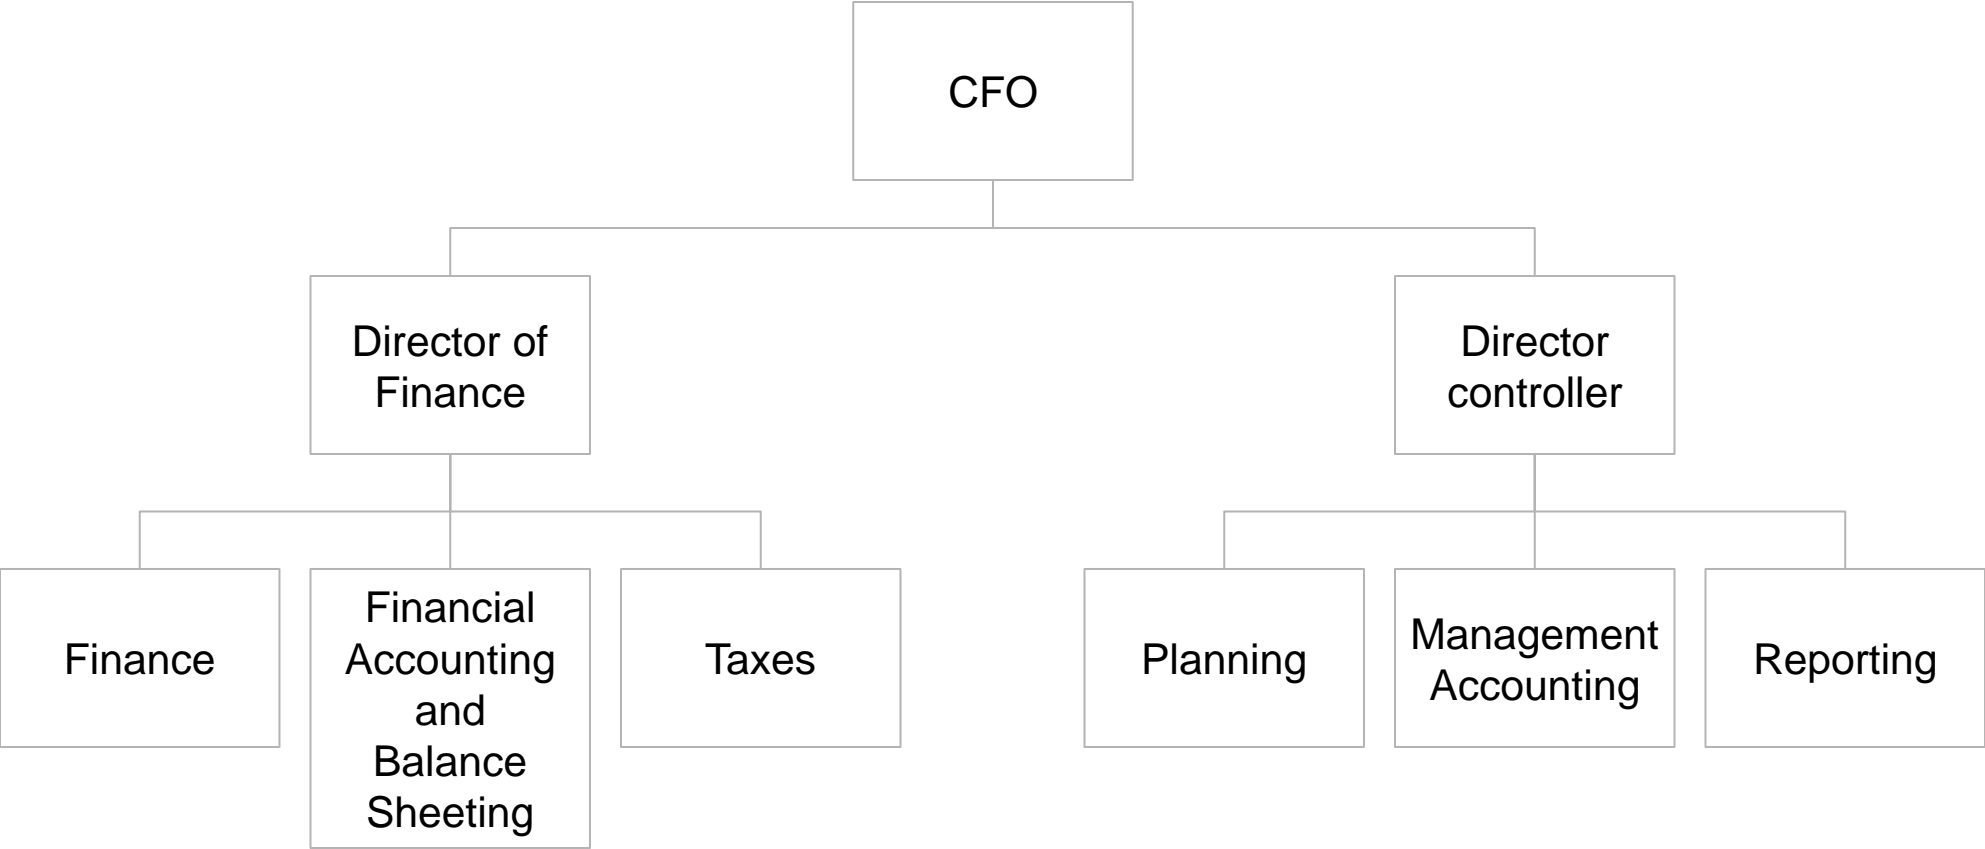 CFO
Director of
Finance
Director
controller
Finance
Financial
Accounting
and
Balance
Sheeting
Taxes
Planning
Management
Accounting
Reporting